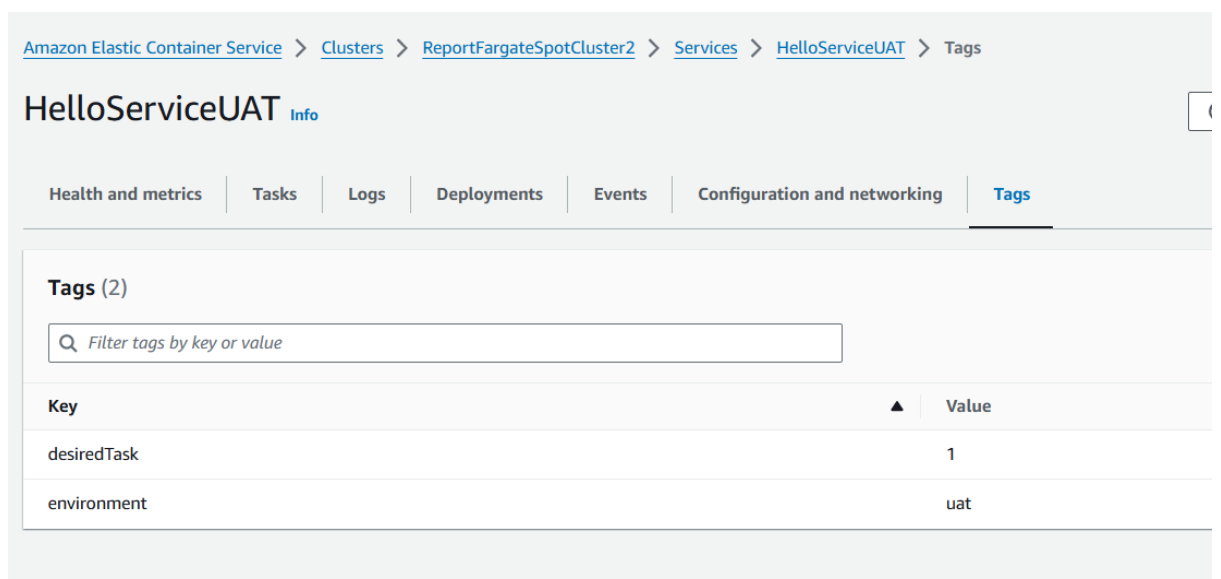 Amazon Elastic Container Service > Clusters > ReportFargateSpotCluster2 > Services > HelloServiceUAT > Tags
HelloServiceUAT Info
Health and metrics Tasks Logs Deployments Events Configuration and networking Tags
Tags (2)
Filter tags by key or value
Key Value
desiredTask 1
environment uat